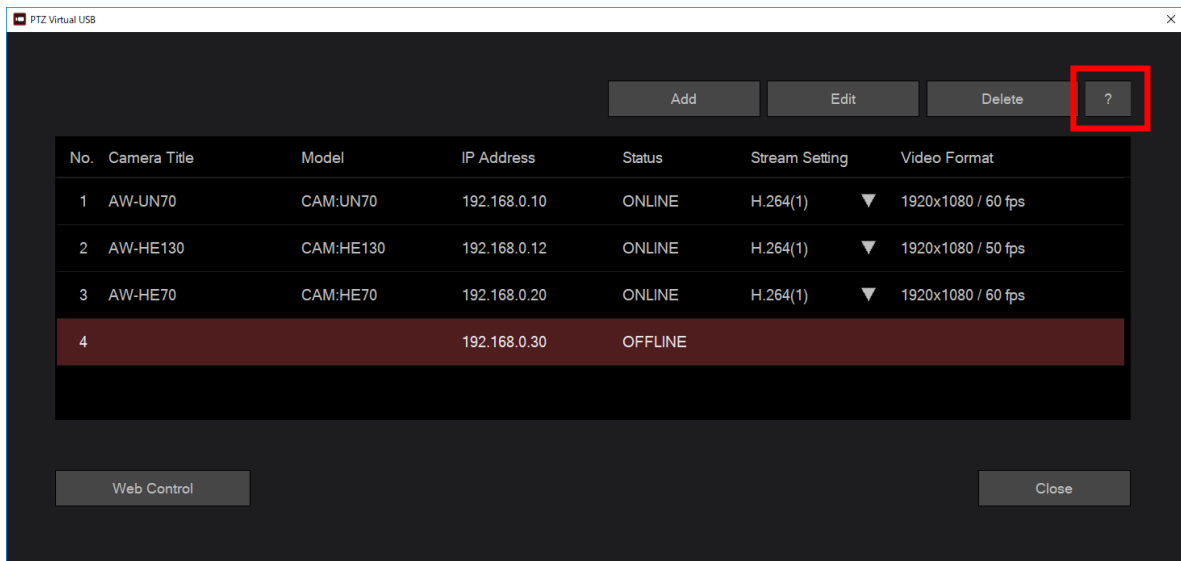 PTZ Virtual USB
Add Edit Delete ?
No. Camera Title Model IP Address Status Stream Setting Video Format
1 AW-UN70 CAM:UN70 192.168.0.10 ONLINE H.264(1) ▼ 1920x1080 / 60 fps
2 AW-HE130 CAM:HE130 192.168.0.12 ONLINE H.264(1) ▼ 1920x1080 / 50 fps
3 AW-HE70 CAM:HE70 192.168.0.20 ONLINE H.264(1) ▼ 1920x1080 / 60 fps
4 192.168.0.30 OFFLINE
Web Control Close